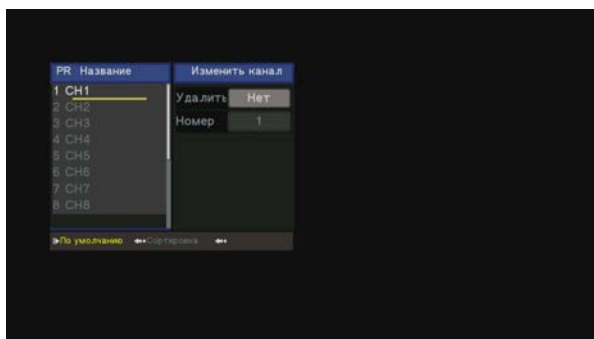 PR Название
Изменить канал
1 CH1
2 CH2
3 CH3
4 CH4
5 CH5
6 CH6
7 CH7
8 CH8
Удалить Нет
Номер 1
По умолчанию Сортировка